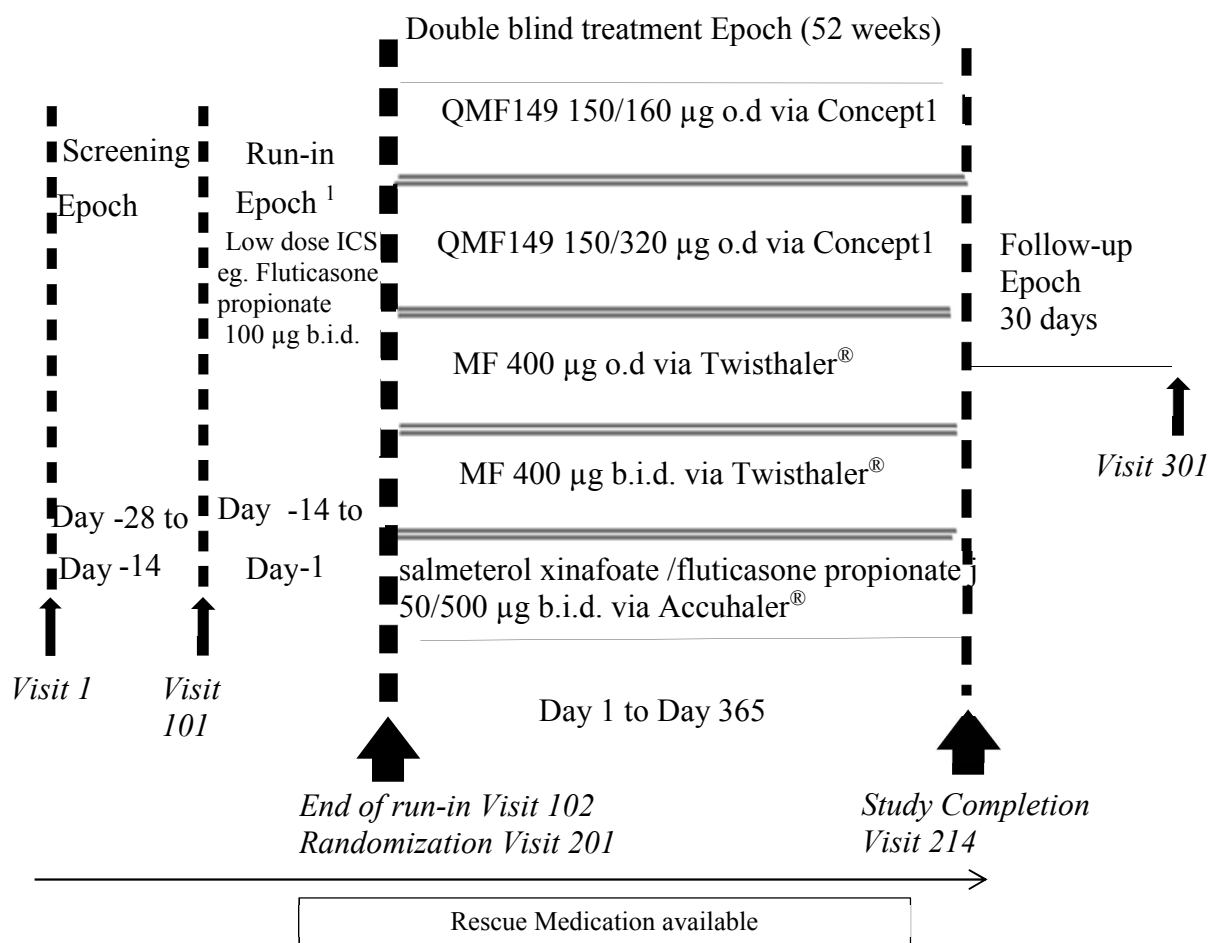 Double blind treatment Epoch (52 weeks)
Screening
Epoch
Day -28 to
Day -14
Run-in
Epoch ¹
Low dose ICS
eg. Fluticasone
propionate
100 µg b.i.d.
Day -14 to
Day-1
QMF149 150/160 µg o.d via Concept1
QMF149 150/320 µg o.d via Concept1
MF 400 µg o.d via Twisthaler®
MF 400 µg b.i.d. via Twisthaler®
salmeterol xinafoate /fluticasone propionate j
50/500 µg b.i.d. via Accuhaler®
Day 1 to Day 365
Follow-up
Epoch
30 days
Visit 1
Visit
101
End of run-in Visit 102
Randomization Visit 201
Study Completion
Visit 214
Visit 301
Rescue Medication available